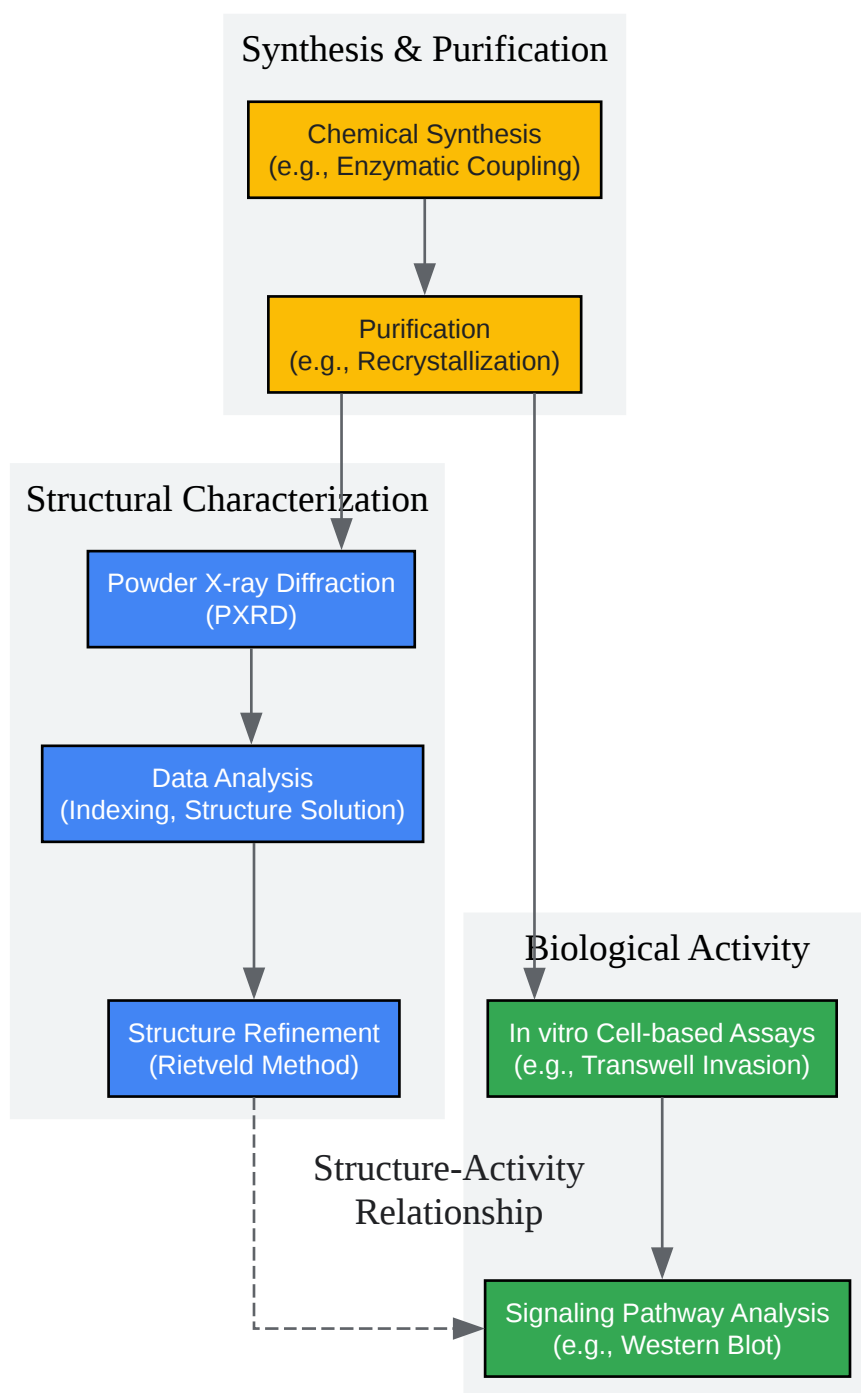 Synthesis & Purification
Chemical Synthesis
(e.g., Enzymatic Coupling)
Purification
(e.g., Recrystallization)
Structural Characterization
Powder X-ray Diffraction
(PXRD)
Data Analysis
(Indexing, Structure Solution)
Structure Refinement
(Rietveld Method)
Biological Activity
In vitro Cell-based Assays
(e.g., Transwell Invasion)
Structure-Activity
Relationship
Signaling Pathway Analysis
(e.g., Western Blot)